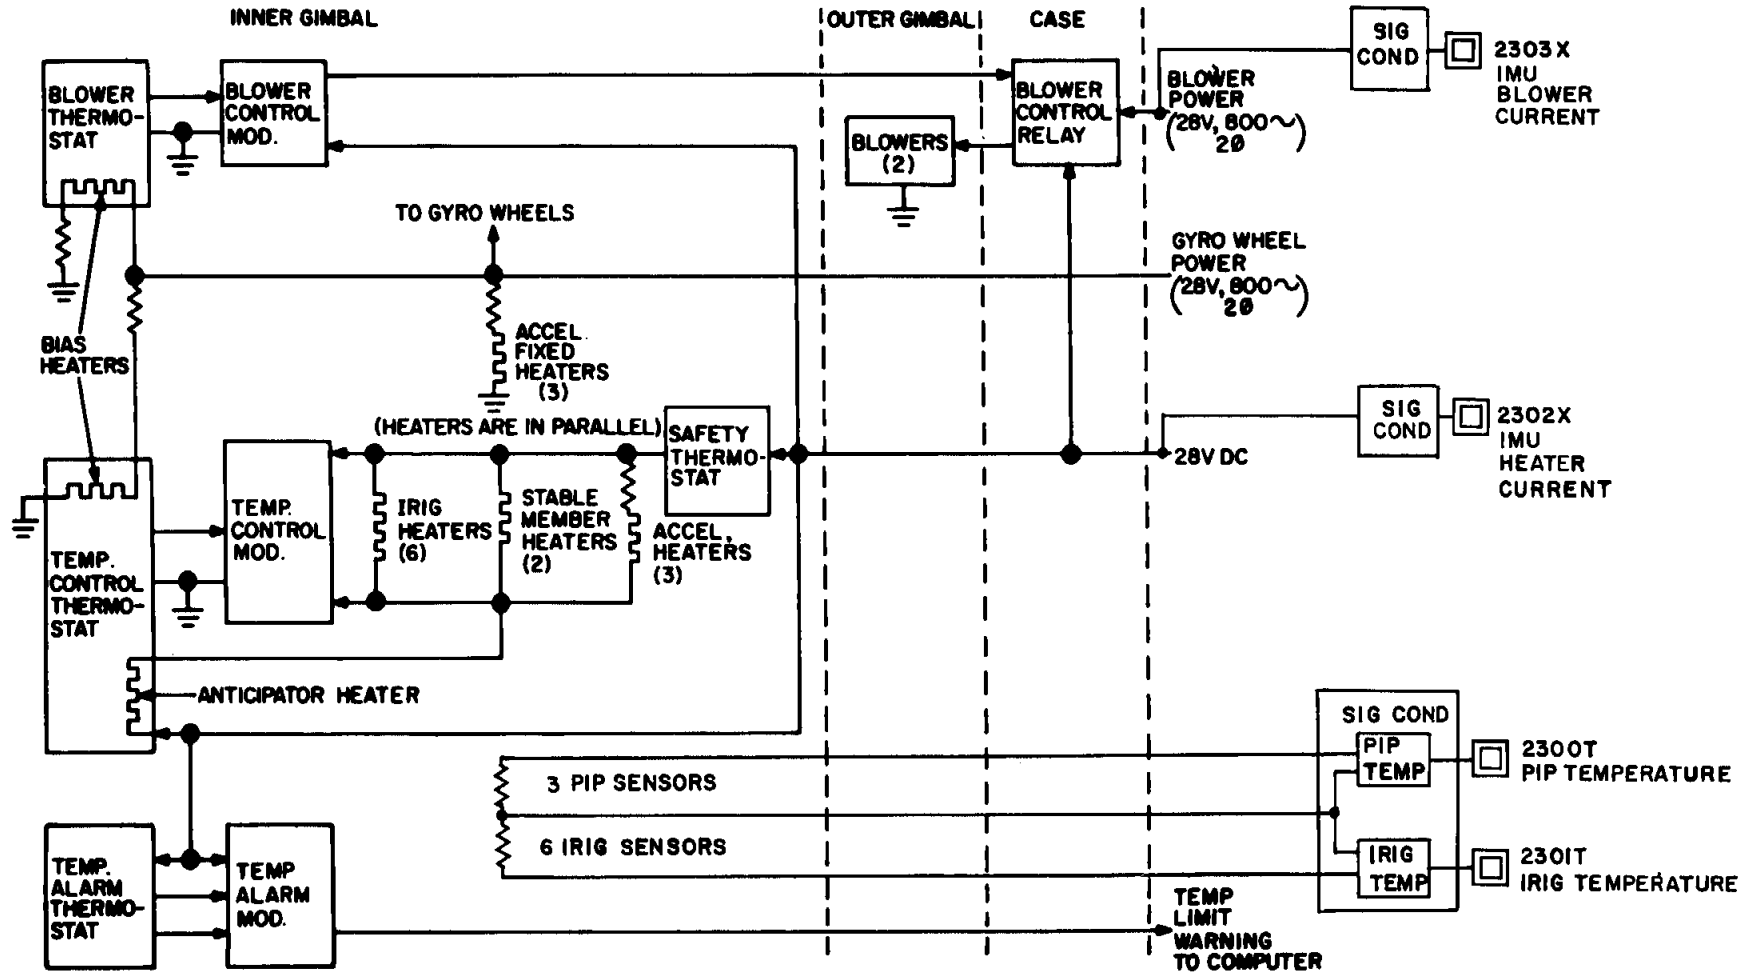 INNER GIMBAL
OUTER GIMBAL
CASE
BLOWER
THERMO-
STAT
BLOWER
CONTROL
MOD.
BLOWERS
(2)
BLOWER
CONTROL
RELAY
BLOWER
POWER
(28V, 800~)
2Ø
SIG
COND
2303X
IMU
BLOWER
CURRENT
TO GYRO WHEELS
GYRO WHEEL
POWER
(28V, 800~)
2Ø
BIAS
HEATERS
ACCEL
FIXED
HEATERS
(3)
(HEATERS ARE IN PARALLEL)
SAFETY
THERMO-
STAT
28V DC
SIG
COND
2302X
IMU
HEATER
CURRENT
TEMP.
CONTROL
THERMO-
STAT
TEMP.
CONTROL
MOD.
IRIG
HEATERS
(6)
STABLE
MEMBER
HEATERS
(2)
ACCEL.
HEATERS
(3)
ANTICIPATOR HEATER
3 PIP SENSORS
6 IRIG SENSORS
SIG COND
PIP
TEMP
IRIG
TEMP
2300T
PIP TEMPERATURE
2301T
IRIG TEMPERATURE
TEMP.
ALARM
THERMO-
STAT
TEMP
ALARM
MOD.
TEMP
LIMIT
WARNING
TO COMPUTER